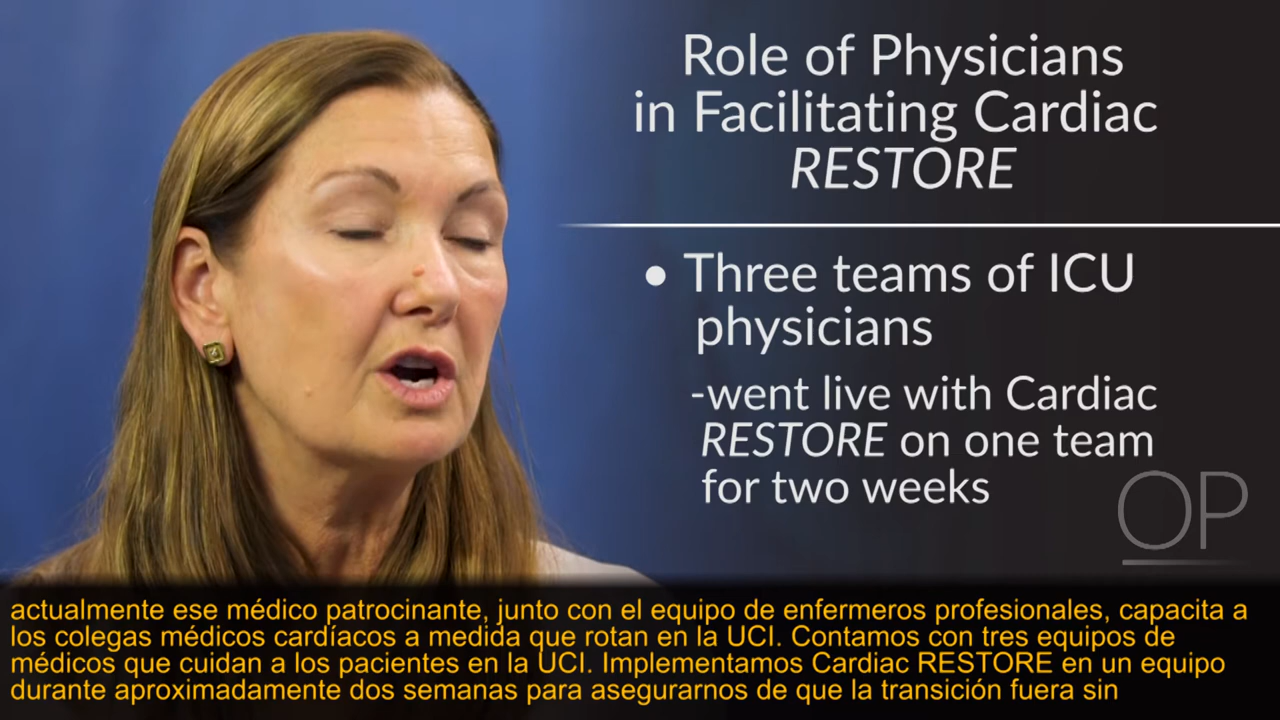 Role of Physicians
in Facilitating Cardiac
RESTORE
• Three teams of ICU
physicians
-went live with Cardiac
RESTORE on one team
for two weeks
OP
actualmente ese médico patrocinante, junto con el equipo de enfermeros profesionales, capacita a
los colegas médicos cardíacos a medida que rotan en la UCI. Contamos con tres equipos de
médicos que cuidan a los pacientes en la UCI. Implementamos Cardiac RESTORE en un equipo
durante aproximadamente dos semanas para asegurarnos de que la transición fuera sin